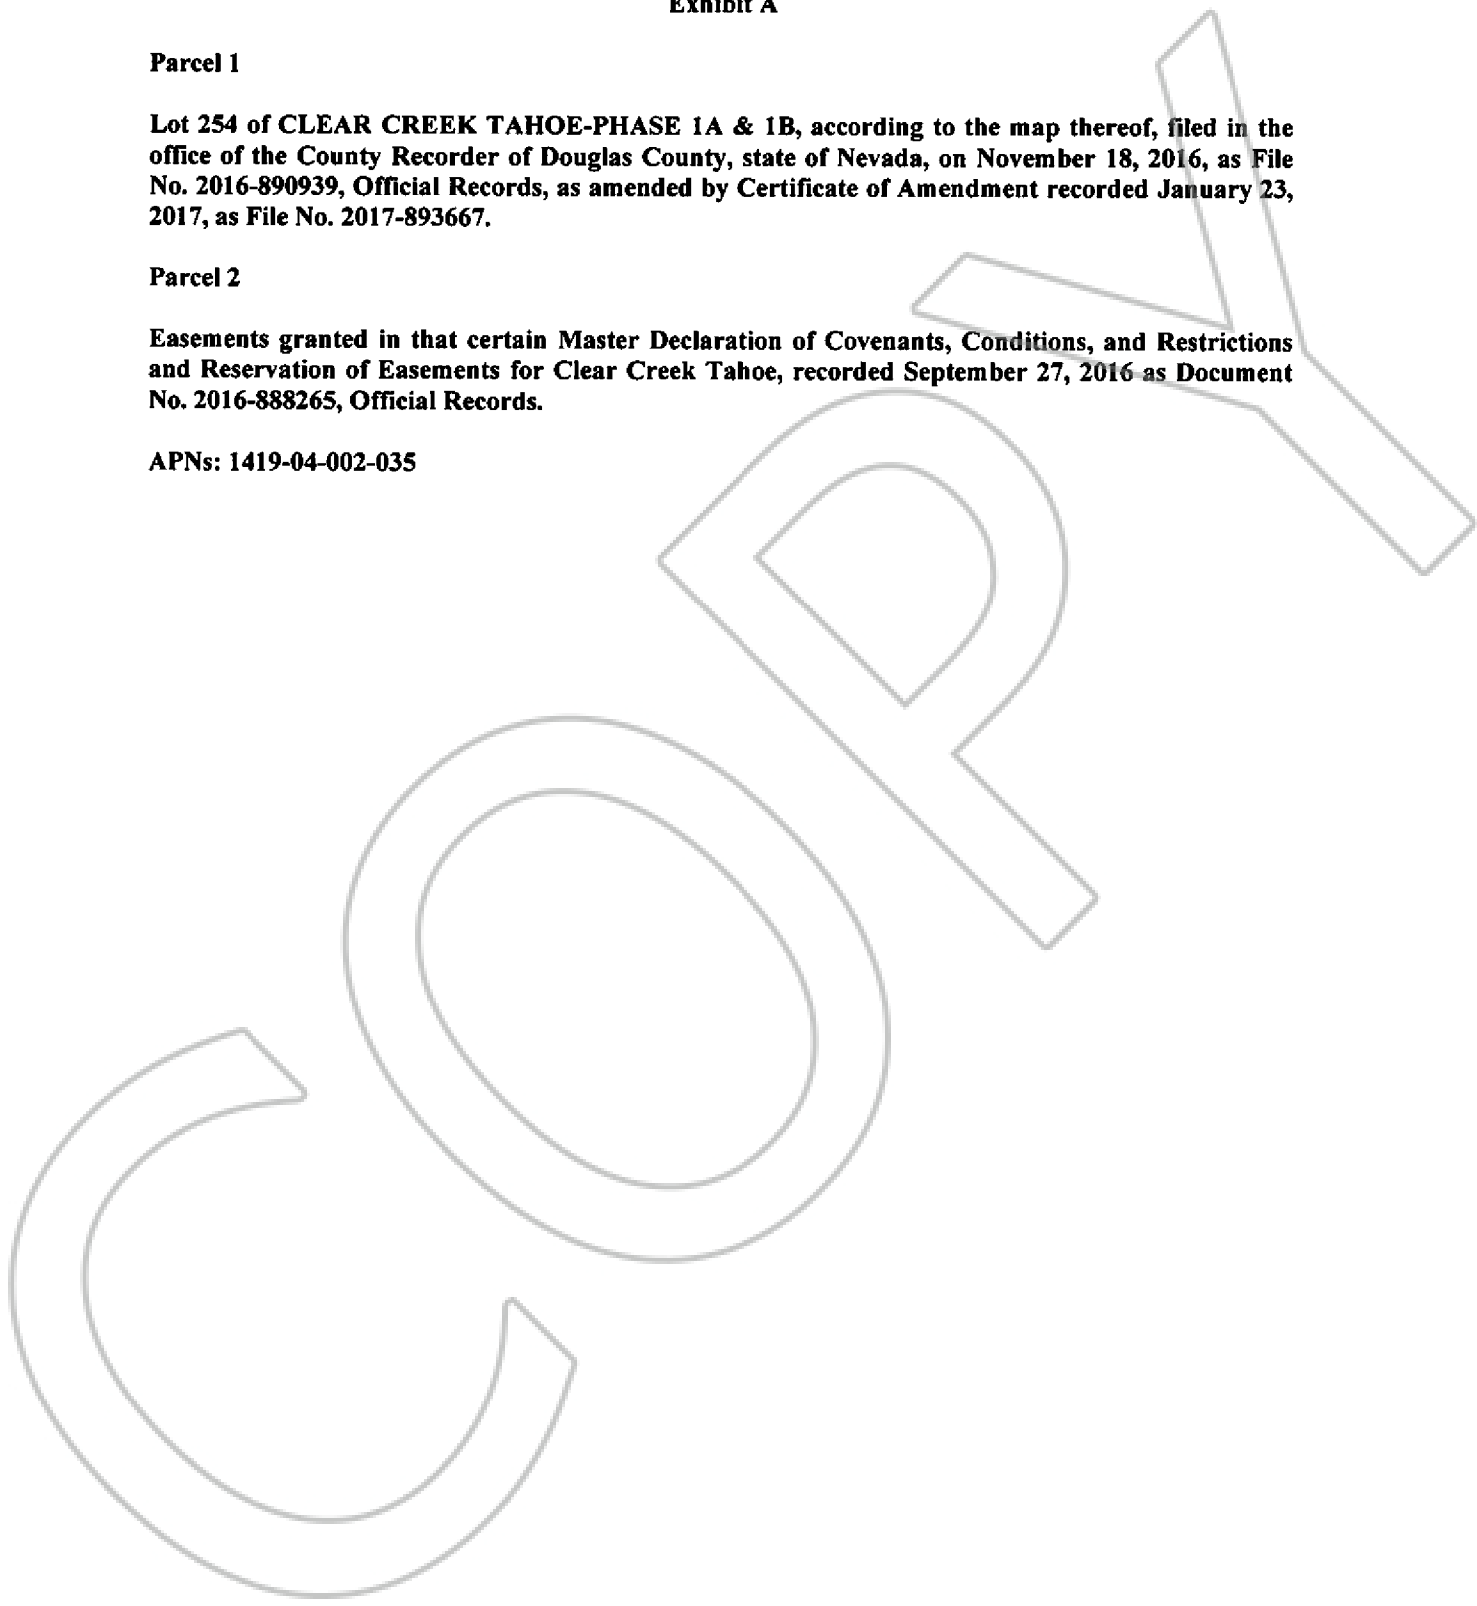 Exhibit A
Parcel 1
Lot 254 of CLEAR CREEK TAHOE-PHASE 1A & 1B, according to the map thereof, filed in the
office of the County Recorder of Douglas County, state of Nevada, on November 18, 2016, as File
No. 2016-890939, Official Records, as amended by Certificate of Amendment recorded January 23,
2017, as File No. 2017-893667.
Parcel 2
Easements granted in that certain Master Declaration of Covenants, Conditions, and Restrictions
and Reservation of Easements for Clear Creek Tahoe, recorded September 27, 2016 as Document
No. 2016-888265, Official Records.
APNs: 1419-04-002-035
COPY